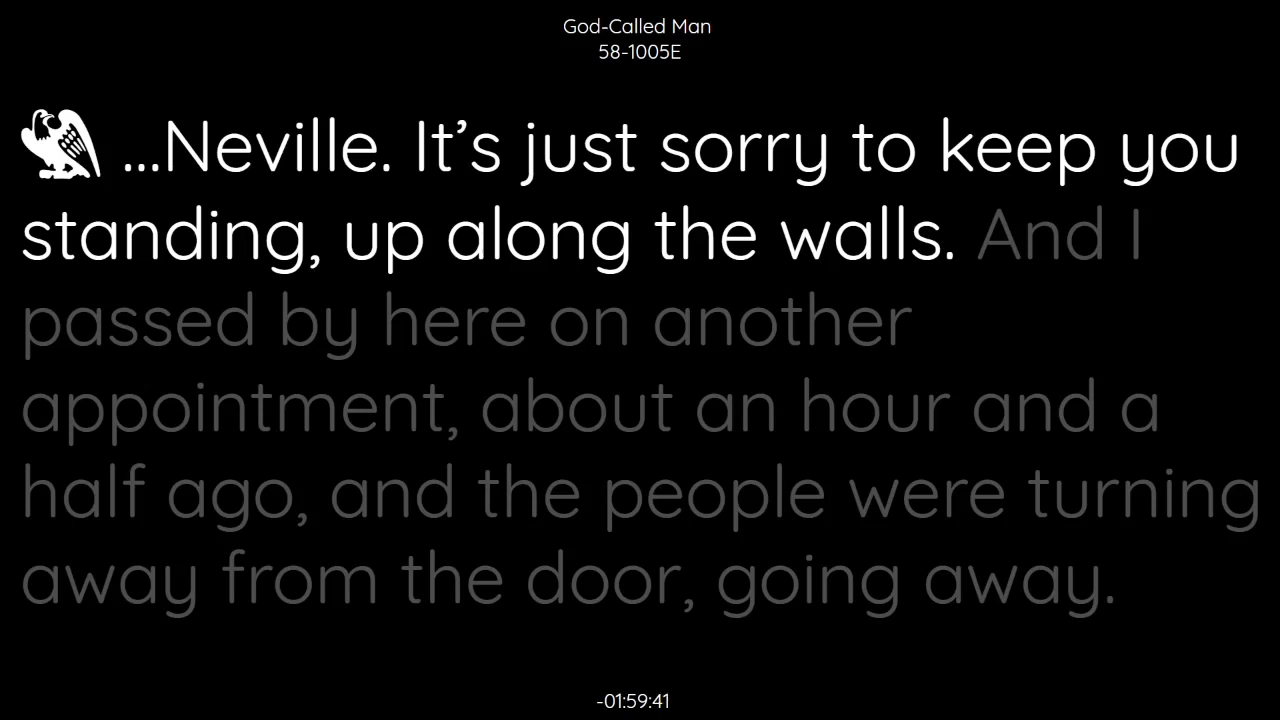 God-Called Man
58-1005E
...Neville. It’s just sorry to keep you
standing, up along the walls. And I
passed by here on another
appointment, about an hour and a
half ago, and the people were turning
away from the door, going away.
-01:59:41